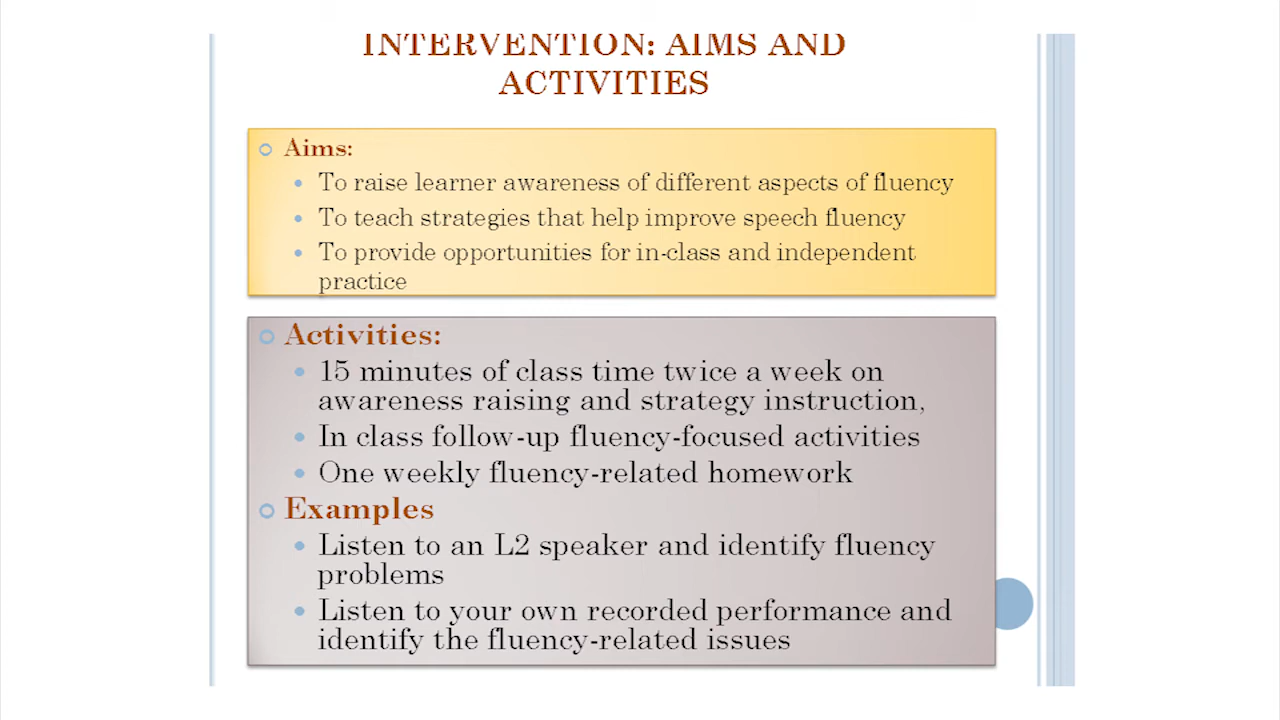 INTERVENTION: AIMS AND
ACTIVITIES
Aims:
To raise learner awareness of different aspects of fluency
To teach strategies that help improve speech fluency
To provide opportunities for in-class and independent
practice
Activities:
15 minutes of class time twice a week on
awareness raising and strategy instruction,
In class follow-up fluency-focused activities
One weekly fluency-related homework
Examples
Listen to an L2 speaker and identify fluency
problems
Listen to your own recorded performance and
identify the fluency-related issues